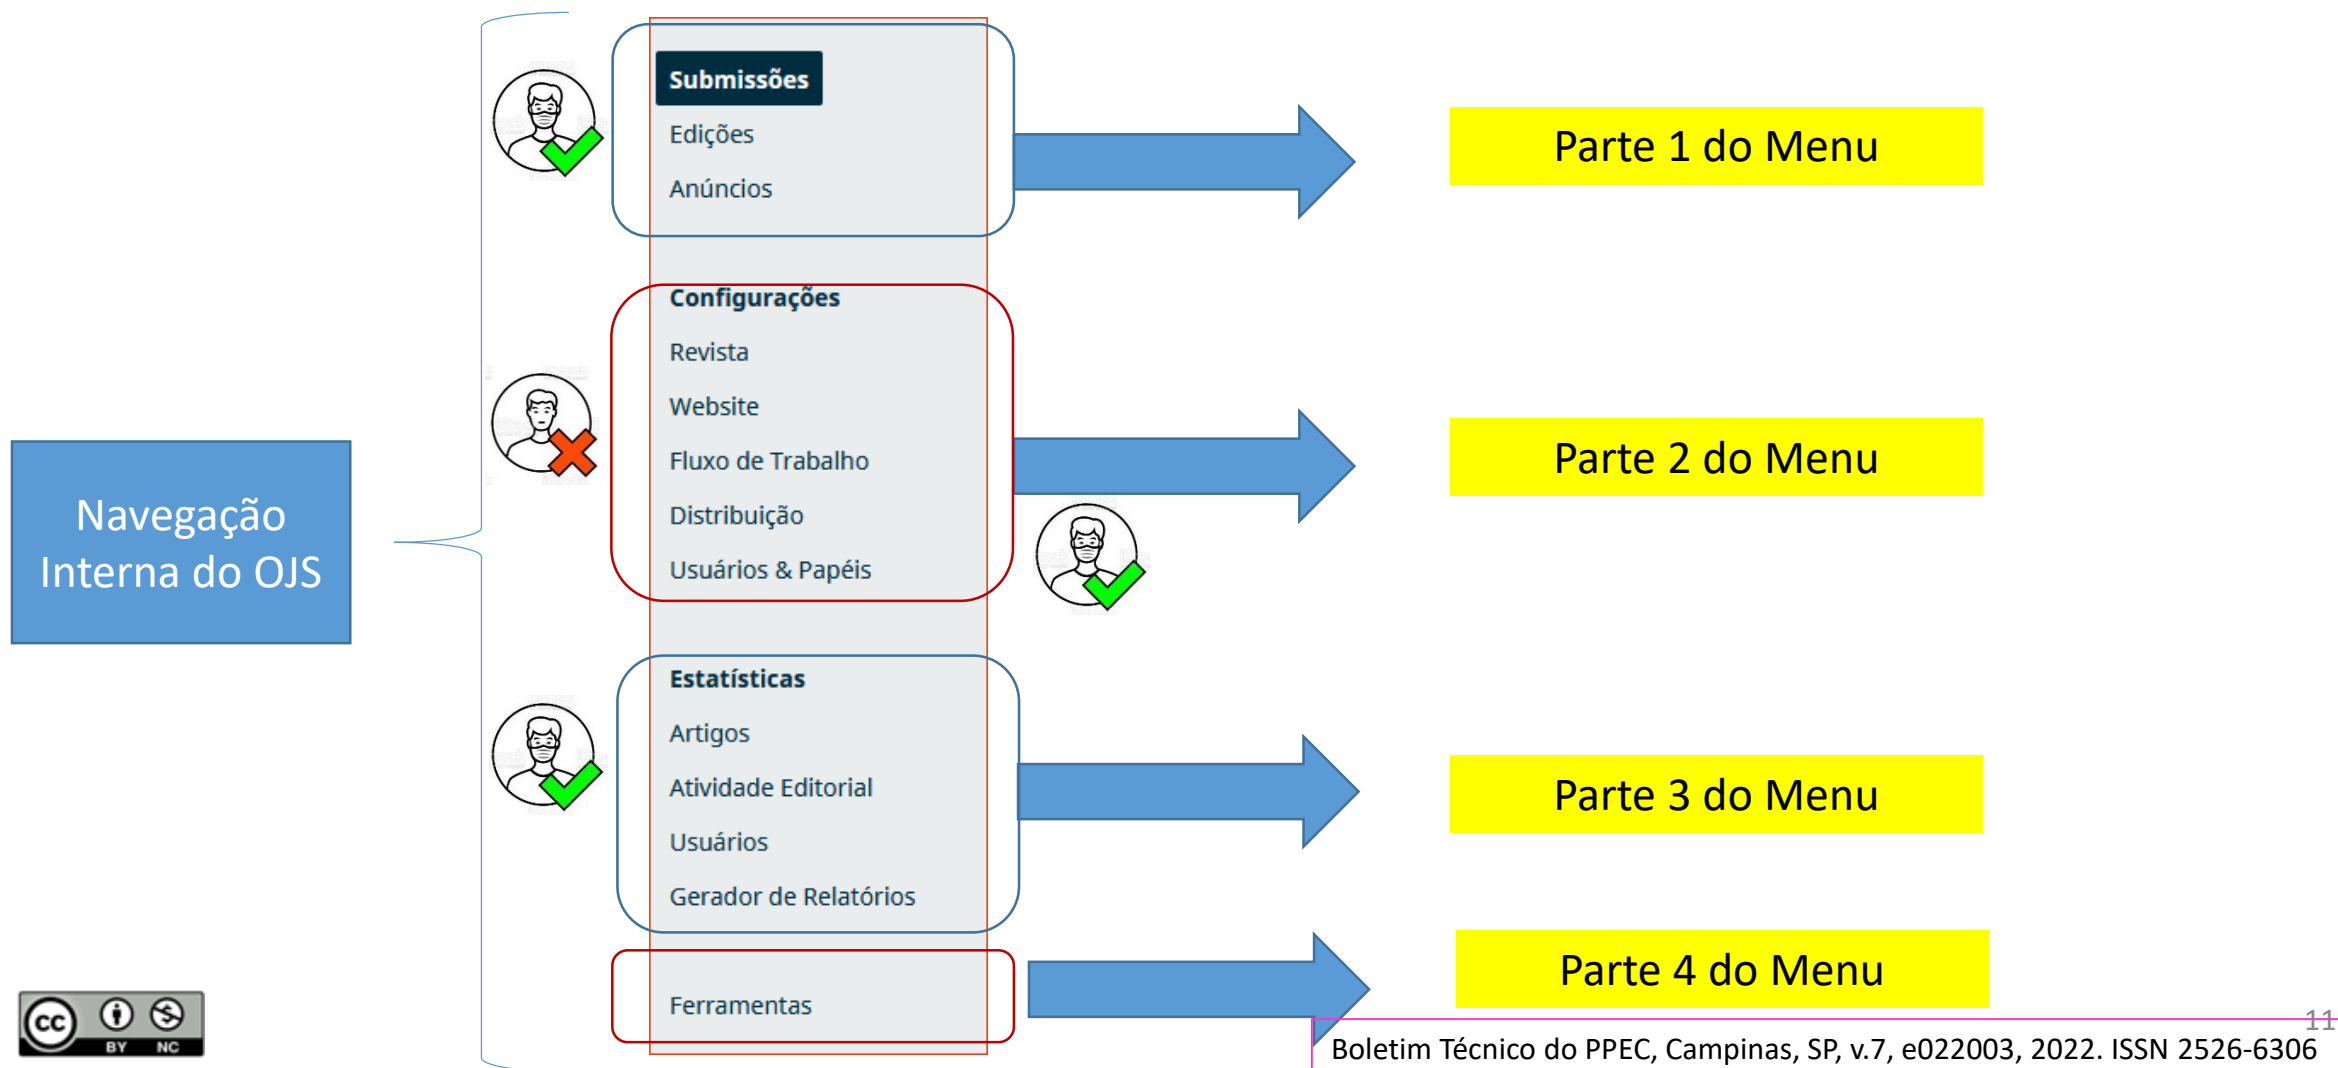 Navegação
Interna do OJS
Submissões
Edições
Anúncios
Parte 1 do Menu
Configurações
Revista
Website
Fluxo de Trabalho
Distribuição
Usuários & Papéis
Parte 2 do Menu
Estatísticas
Artigos
Atividade Editorial
Usuários
Gerador de Relatórios
Parte 3 do Menu
Ferramentas
Parte 4 do Menu
cc
BY NC
11
Boletim Técnico do PPEC, Campinas, SP, v.7, e022003, 2022. ISSN 2526-6306